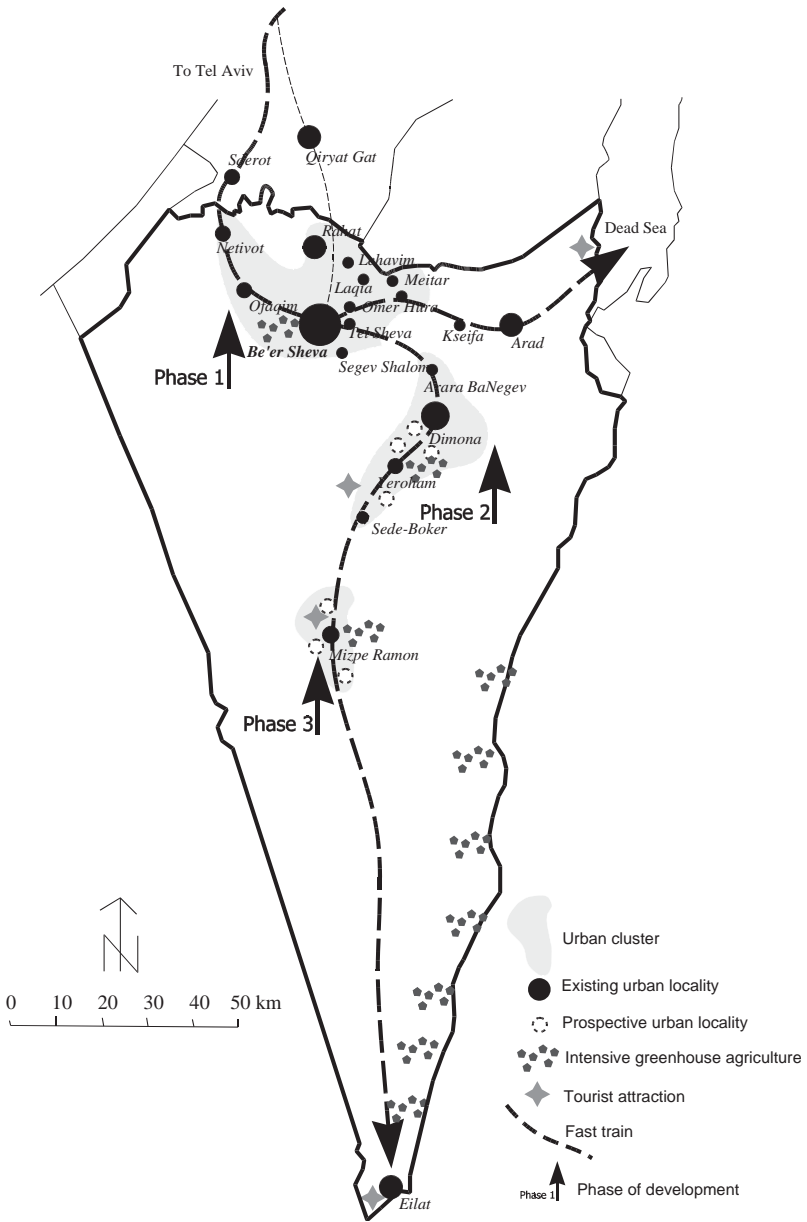 To Tel Aviv
Sderot
Qiryat Gat
Netivot
Rahat
Dead Sea
Lehavim
Laqia
Meitar
Ofaqim
Omer Hura
Tel Sheva
Kseifa
Arad
Be'er Sheva
Segev Shalom
Phase 1
Arara BaNegev
Dimona
Yeroham
Phase 2
Sede-Boker
Mizpe Ramon
Phase 3
N
0 10 20 30 40 50 km
Urban cluster
Existing urban locality
Prospective urban locality
Intensive greenhouse agriculture
Tourist attraction
Fast train
Phase 1
Phase of development
Eilat